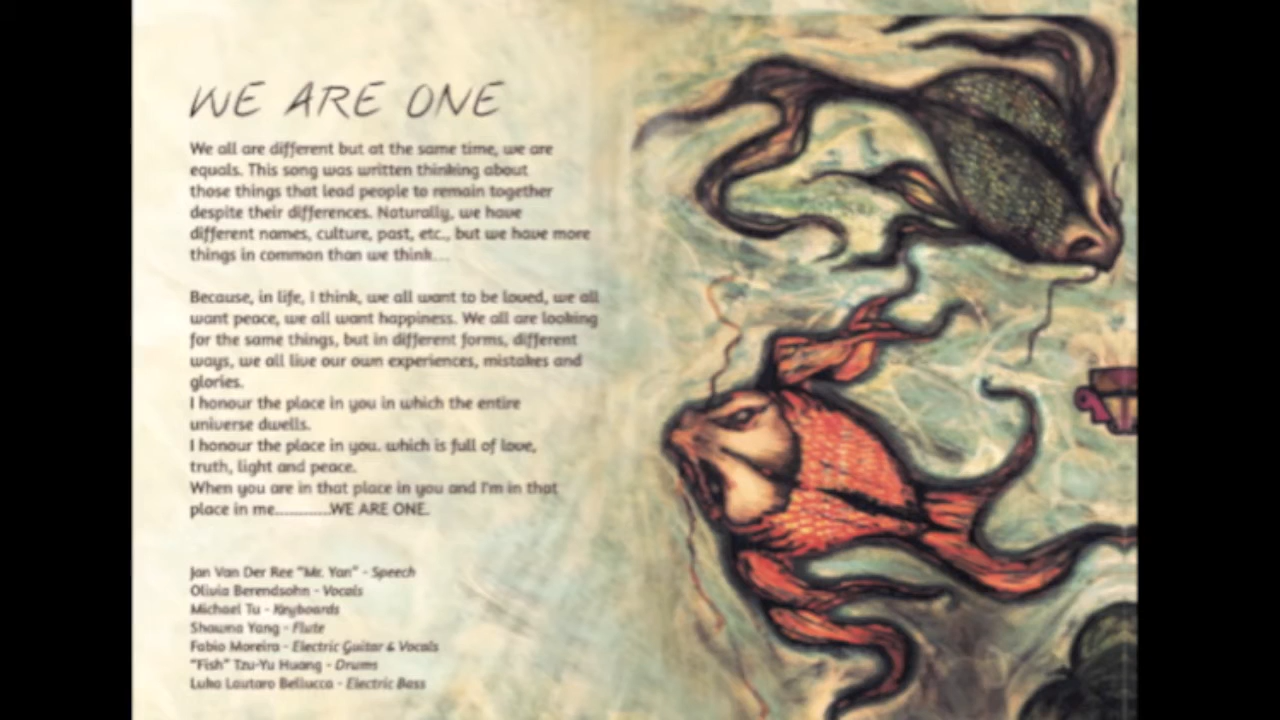 WE ARE ONE
We all are different but at the same time, we are
equals. This song was written thinking about
those things that lead people to remain together
despite their differences. Naturally, we have
different names, culture, past, etc., but we have more
things in common than we think...
Because, in life, I think, we all want to be loved, we all
want peace, we all want happiness. We all are looking
for the same things, but in different forms, different
ways, we all live our own experiences, mistakes and
glories.
I honour the place in you in which the entire
universe dwells.
I honour the place in you. which is full of love,
truth, light and peace.
When you are in that place in you and I'm in that
place in me............WE ARE ONE.
Jan Van Der Ree "Mr. Yan" - Speech
Olivia Berendsohn - Vocals
Michael Tu - Keyboards
Shawna Yang - Flute
Fabio Moreira - Electric Guitar & Vocals
"Fish" Tzu-Yu Huang - Drums
Luka Lautaro Bellucca - Electric Bass